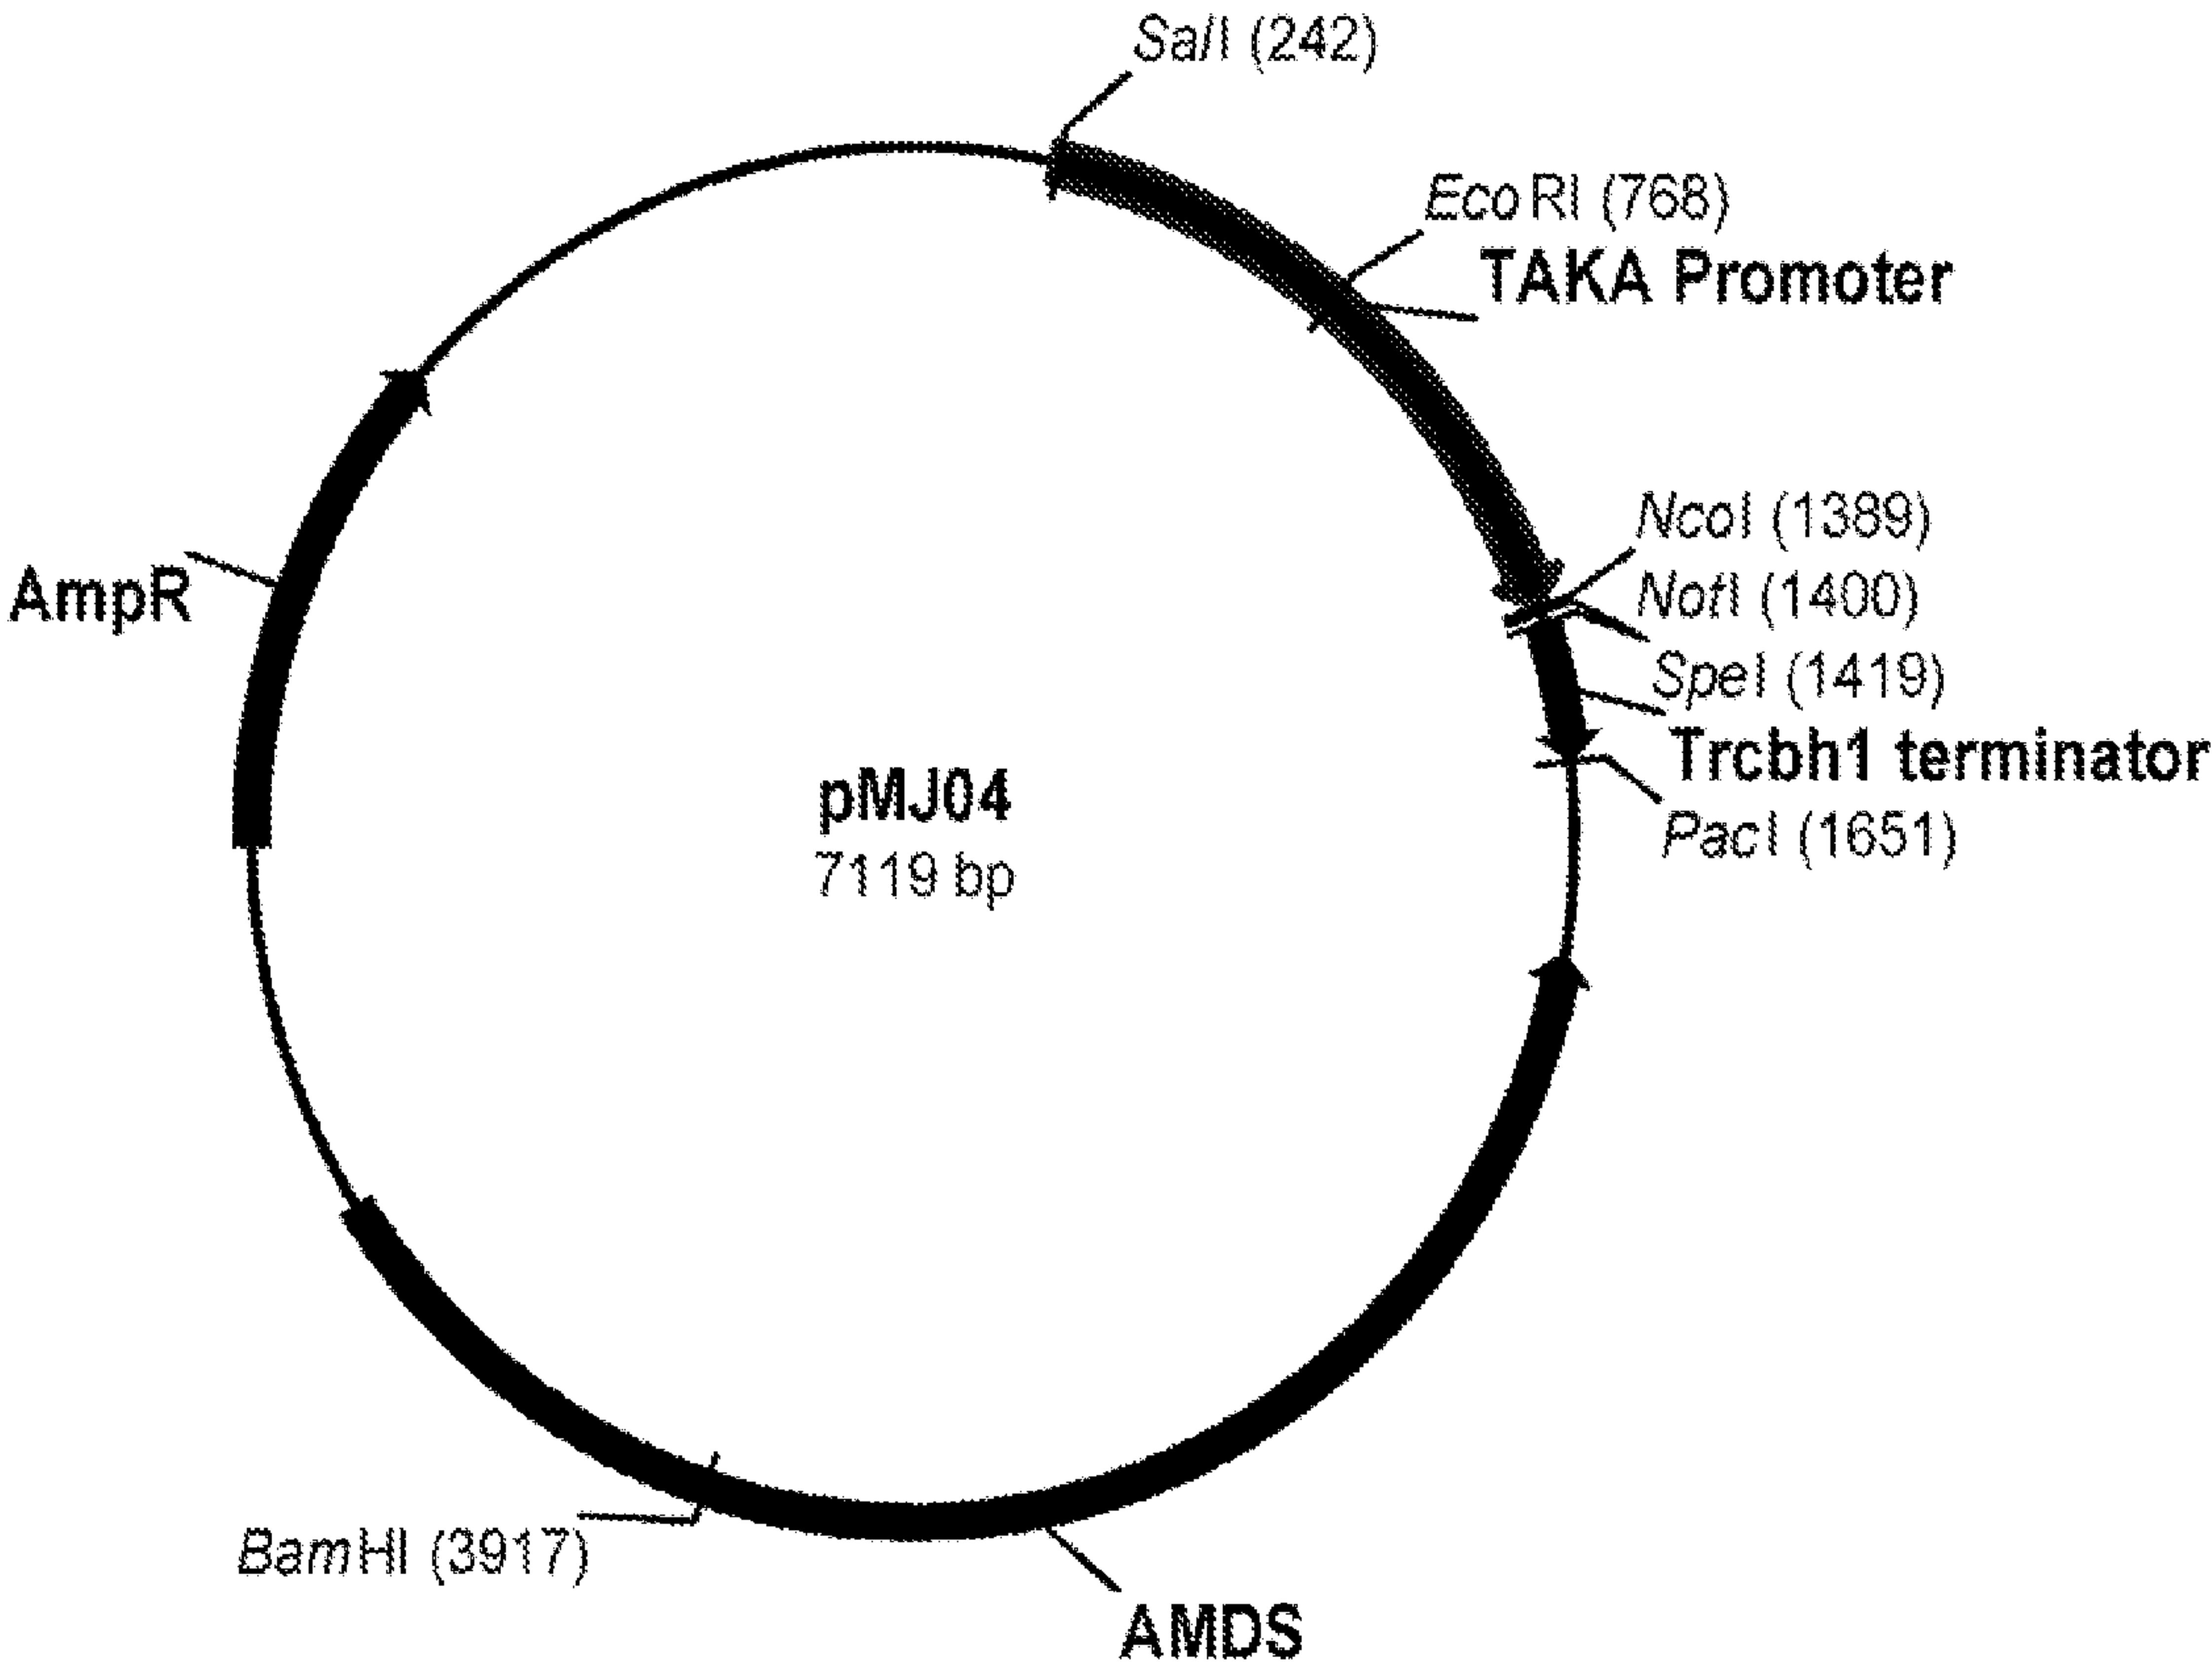 SalI (242)
EcoRI (768)
TAKA Promoter
NcoI (1389)
NotI (1400)
SpeI (1419)
Trcbh1 terminator
PacI (1651)
AmpR
pMJ04
7119 bp
BamHI (3917)
AMDS